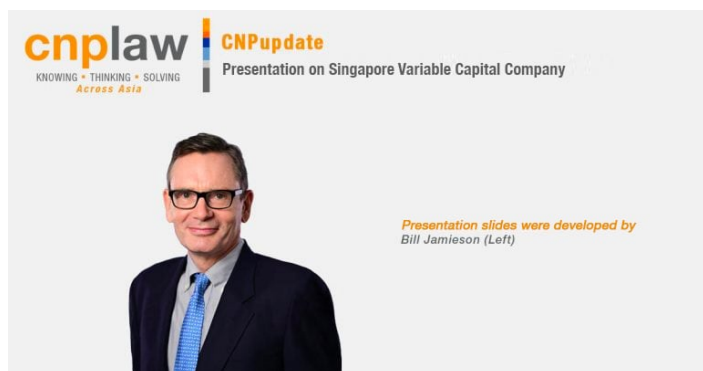 cnplaw
KNOWING • THINKING • SOLVING
Across Asia
CNPupdate
Presentation on Singapore Variable Capital Company
Presentation slides were developed by
Bill Jamieson (Left)